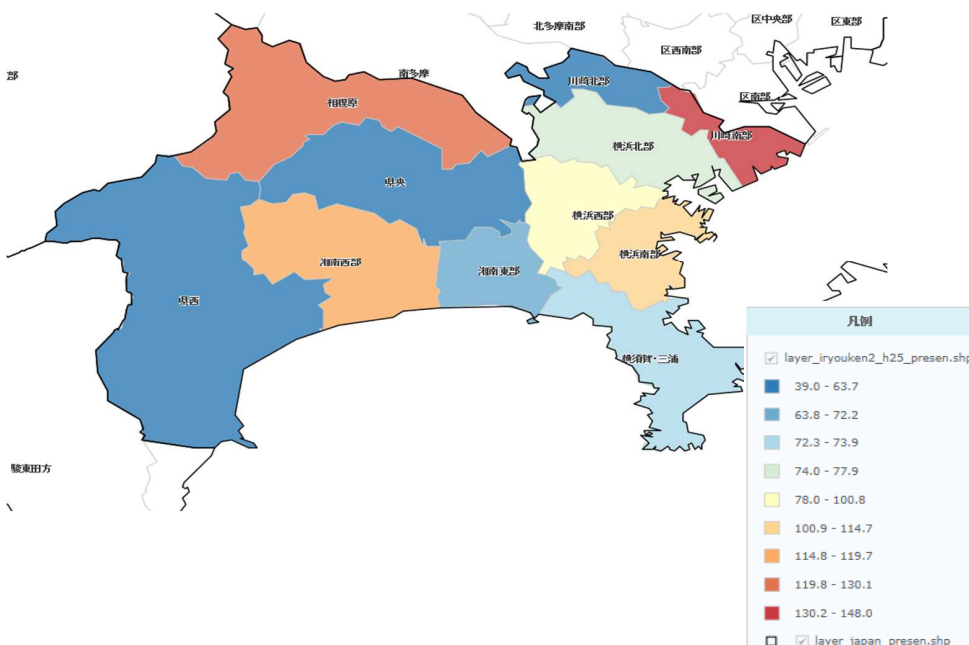 北多摩南部
区中央部
区東部
区西南部
部
南多摩
川崎北部
区南部
相模原
川崎南部
横浜北部
県央
横浜西部
横浜南部
湘南西部
湘南東部
県西
凡例
横須賀・三浦
layer_iryouken2_h25_presen.shp
39.0 - 63.7
63.8 - 72.2
72.3 - 73.9
74.0 - 77.9
駿東田方
78.0 - 100.8
100.9 - 114.7
114.8 - 119.7
119.8 - 130.1
130.2 - 148.0
layer_japan_presen.shp